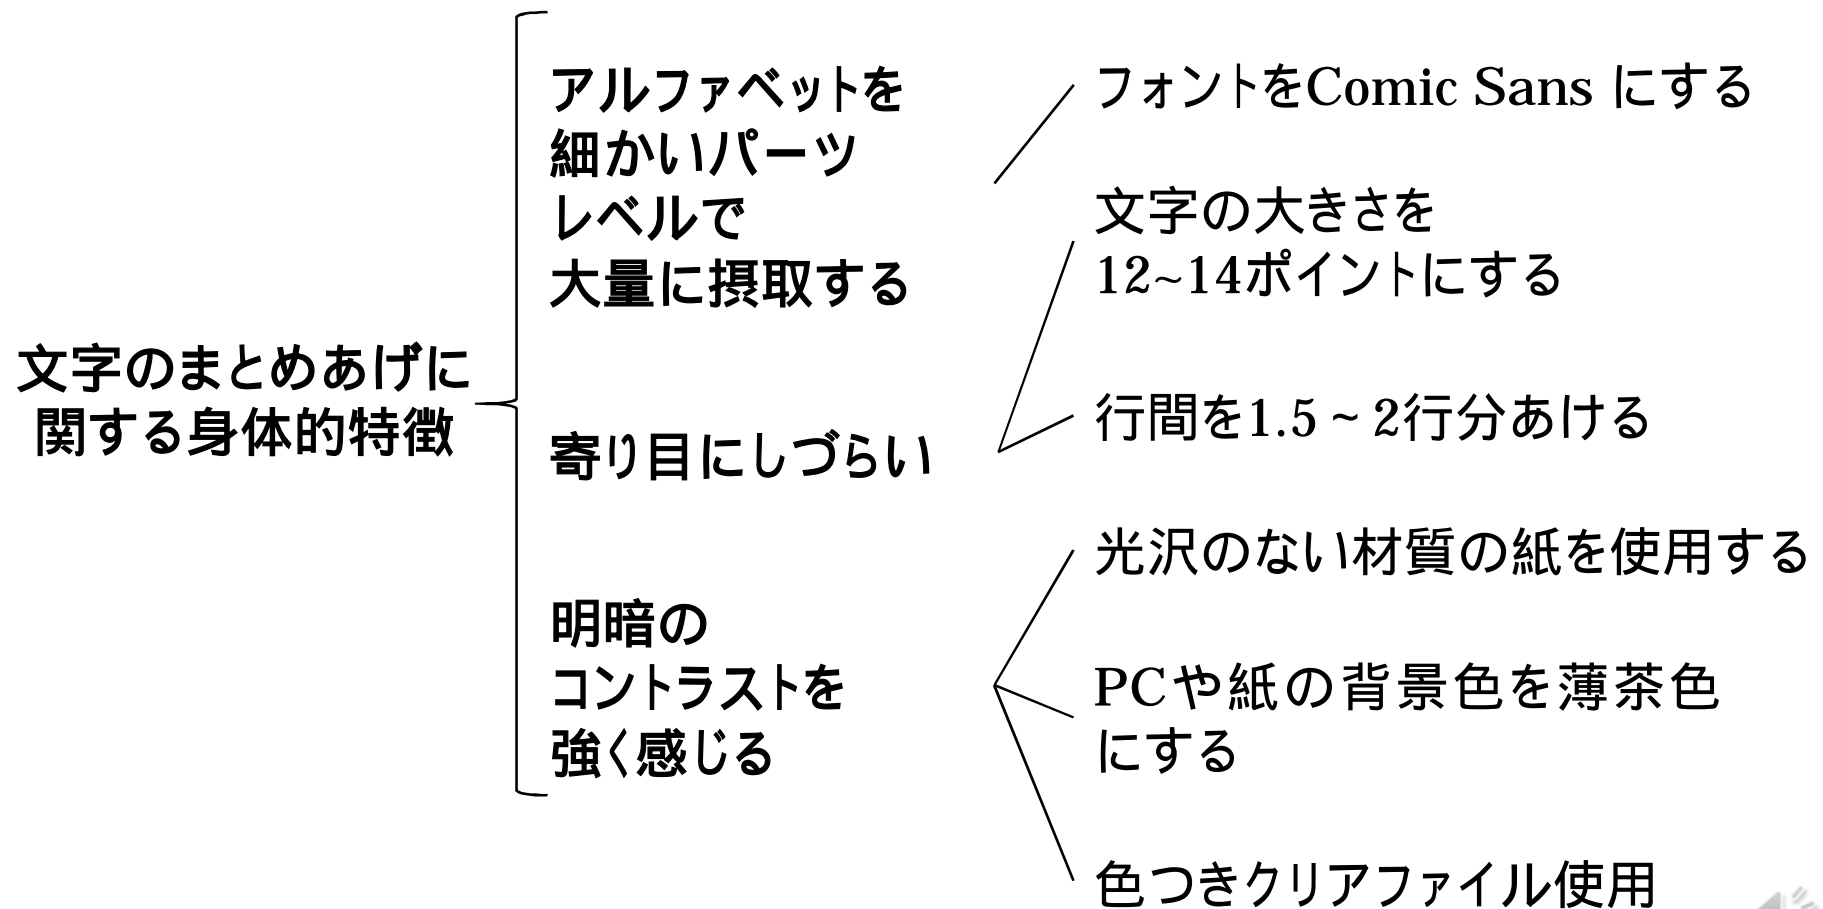 文字のまとめあげに
関する身体的特徴
アルファベットを
細かいパーツ
レベルで
大量に摂取する
フォントをComic Sans にする
文字の大きさを
12~14ポイントにする
寄り目にしづらい
行間を1.5 ~ 2行分あける
明暗の
コントラストを
強く感じる
光沢のない材質の紙を使用する
PCや紙の背景色を薄茶色
にする
色つきクリアファイル使用